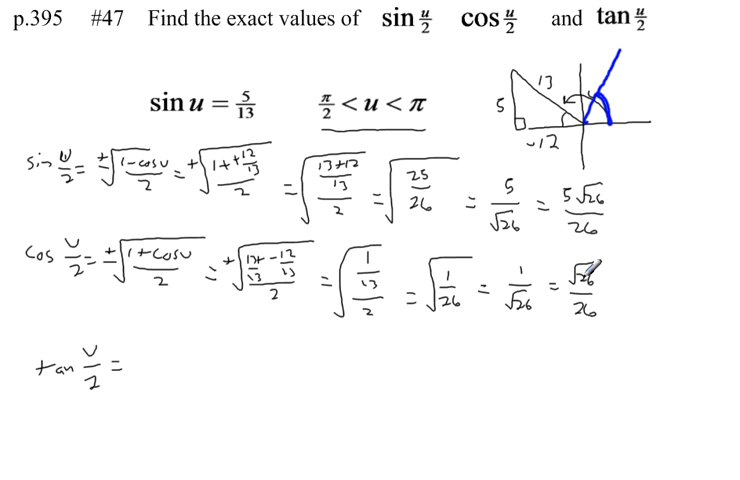 p.395 #47 Find the exact values of sin u/2 cos u/2 and tan u/2
sin u = 5/13 π/2 < u < π
13
5
-12
sin u/2 = ±√((1-cosu)/2) = +√((1++12/13)/2) = √(((13+12)/13)/2) = √(25/26) = 5/√26 = 5√26/26
cos u/2 = ±√((1+cosu)/2) = +√((13/13+-12/13)/2) = √((1/13)/2) = √(1/26) = 1/√26 = √26/26
tan u/2 =